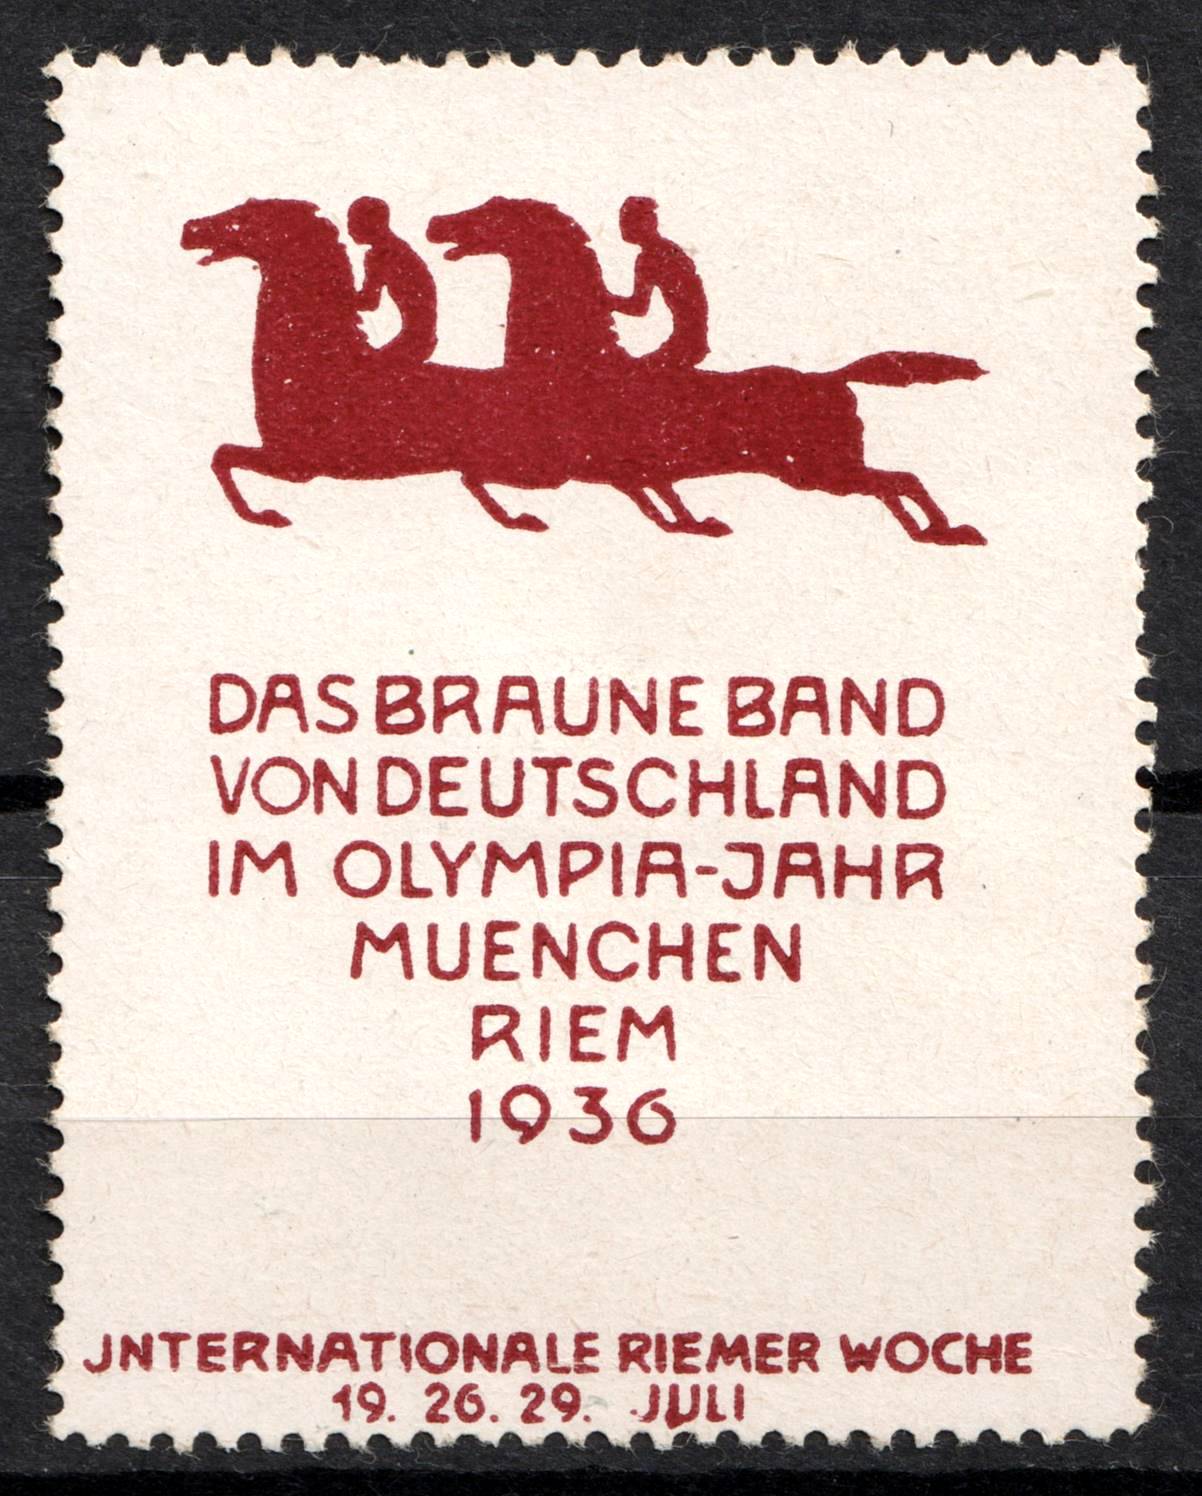 DAS BRAUNE BAND
VON DEUTSCHLAND
IM OLYMPIA-JAHR
MUENCHEN
RIEM
1936
JNTERNATIONALE RIEMER WOCHE
19. 26. 29. JULI